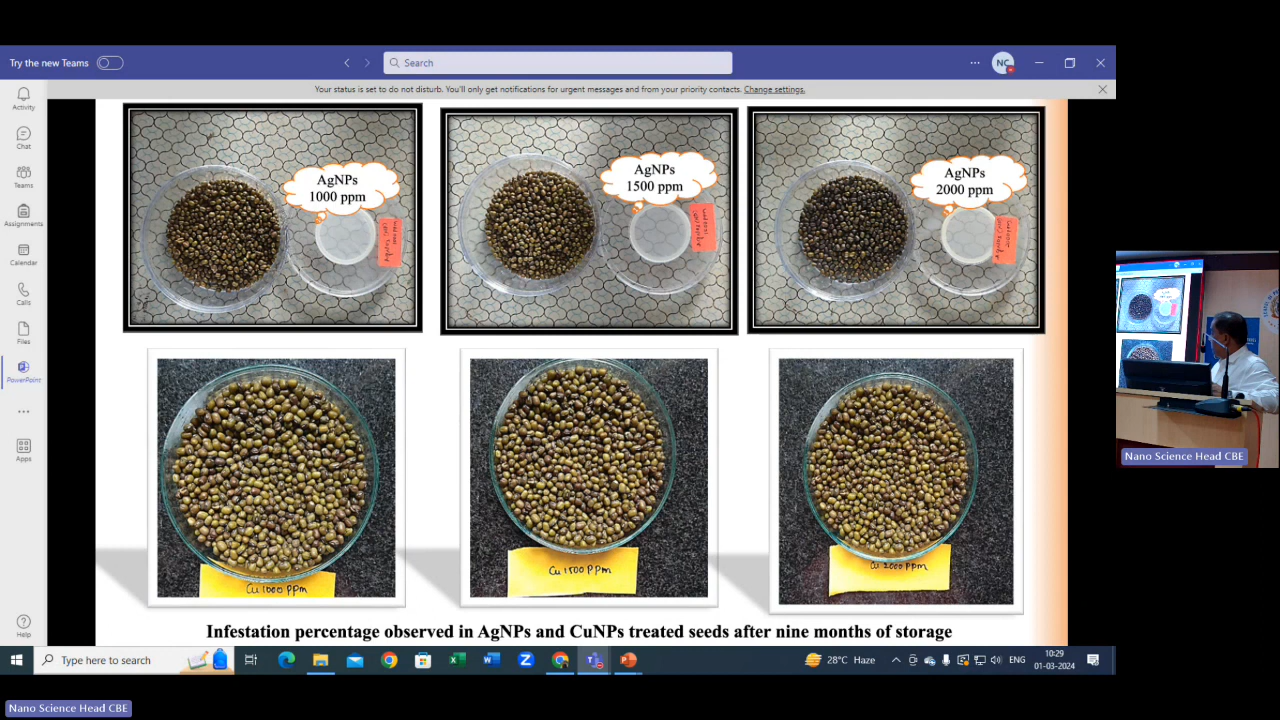 Try the new Teams
Search
NC
Your status is set to do not disturb. You'll only get notifications for urgent messages and from your priority contacts. Change settings.
Activity
Chat
Teams
Assignments
Calendar
Calls
Files
PowerPoint
Apps
Help
AgNPs
1000 ppm
AgNPs
1500 ppm
AgNPs
2000 ppm
Cu 1000 PPm
Cu 1500 PPm
Cu 2000 PPm
Infestation percentage observed in AgNPs and CuNPs treated seeds after nine months of storage
Nano Science Head CBE
Type here to search
28°C Haze
ENG
10:29
01-03-2024
Nano Science Head CBE